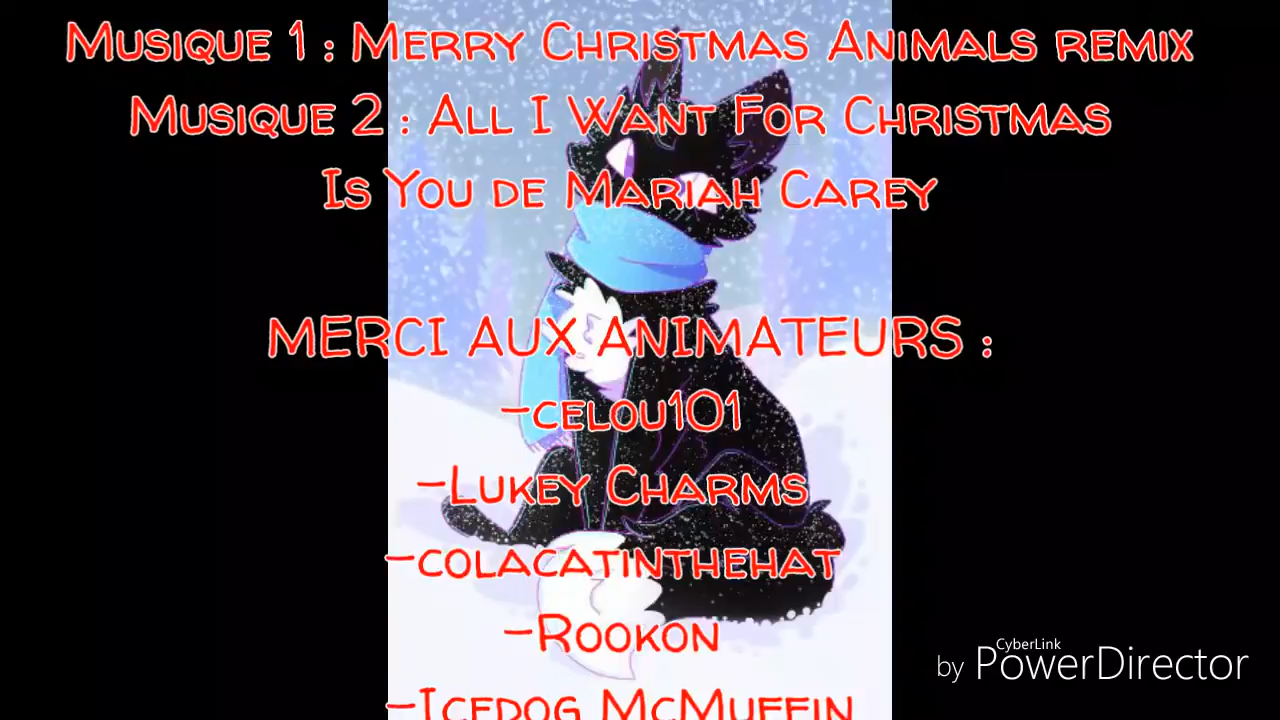 Musique 1 : Merry Christmas Animals remix
Musique 2 : All I Want For Christmas
Is You de Mariah Carey
MERCI AUX ANIMATEURS :
-celou101
-Lukey Charms
-colacatinthehat
-Rookon
-Icedog McMuffin
CyberLink
by PowerDirector